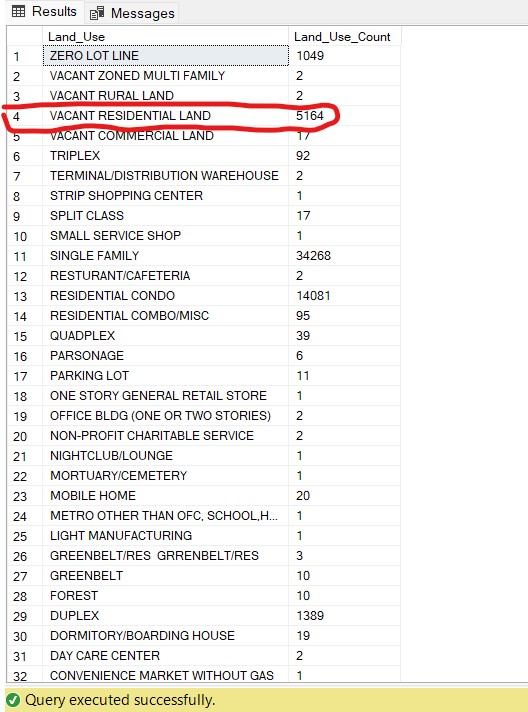 Results Messages
Land_Use Land_Use_Count
1 ZERO LOT LINE 1049
2 VACANT ZONED MULTI FAMILY 2
3 VACANT RURAL LAND 2
4 VACANT RESIDENTIAL LAND 5164
5 VACANT COMMERCIAL LAND 17
6 TRIPLEX 92
7 TERMINAL/DISTRIBUTION WAREHOUSE 2
8 STRIP SHOPPING CENTER 1
9 SPLIT CLASS 17
10 SMALL SERVICE SHOP 1
11 SINGLE FAMILY 34268
12 RESTURANT/CAFETERIA 2
13 RESIDENTIAL CONDO 14081
14 RESIDENTIAL COMBO/MISC 95
15 QUADPLEX 39
16 PARSONAGE 6
17 PARKING LOT 11
18 ONE STORY GENERAL RETAIL STORE 1
19 OFFICE BLDG (ONE OR TWO STORIES) 2
20 NON-PROFIT CHARITABLE SERVICE 2
21 NIGHTCLUB/LOUNGE 1
22 MORTUARY/CEMETERY 1
23 MOBILE HOME 20
24 METRO OTHER THAN OFC, SCHOOL,H... 1
25 LIGHT MANUFACTURING 1
26 GREENBELT/RES GRRENBELT/RES 3
27 GREENBELT 10
28 FOREST 10
29 DUPLEX 1389
30 DORMITORY/BOARDING HOUSE 19
31 DAY CARE CENTER 2
32 CONVENIENCE MARKET WITHOUT GAS 1
Query executed successfully.